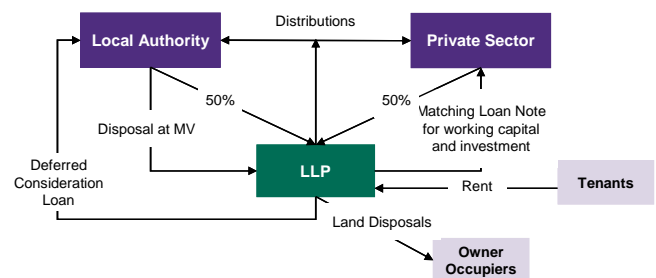 Distributions
Local Authority
Private Sector
50%
50%
Disposal at MV
Matching Loan Note
for working capital
and investment
Deferred
Consideration
Loan
LLP
Rent
Tenants
Land Disposals
Owner
Occupiers